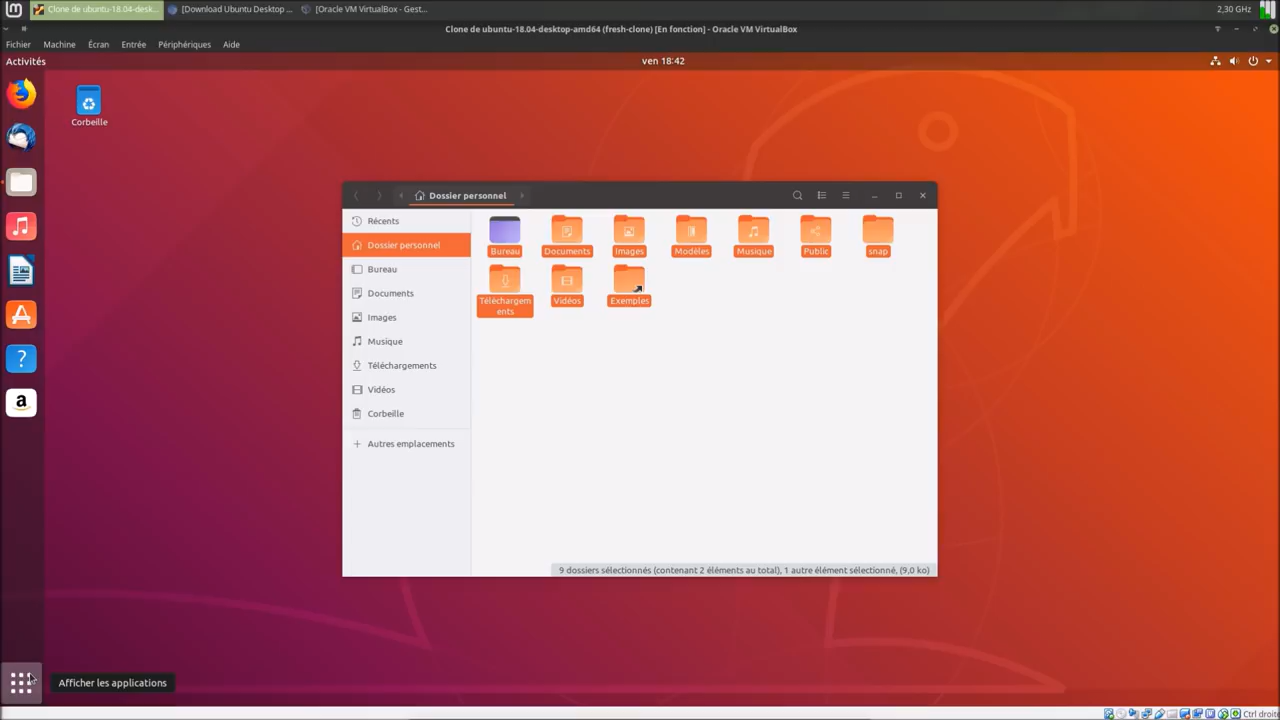 Clone de ubuntu-18.04-desk...
[Download Ubuntu Desktop ...
[Oracle VM VirtualBox - Gest...
2,30 GHz
Clone de ubuntu-18.04-desktop-amd64 (fresh-clone) [En fonction] - Oracle VM VirtualBox
Fichier Machine Écran Entrée Périphériques Aide
Activités
ven 18:42
Corbeille
Dossier personnel
Récents
Dossier personnel
Bureau
Documents
Images
Musique
Téléchargements
Vidéos
Corbeille
Autres emplacements
Bureau Documents Images Modèles Musique Public snap
Téléchargem
ents
Vidéos Exemples
9 dossiers sélectionnés (contenant 2 éléments au total), 1 autre élément sélectionné, (9,0 ko)
Afficher les applications
Ctrl droite